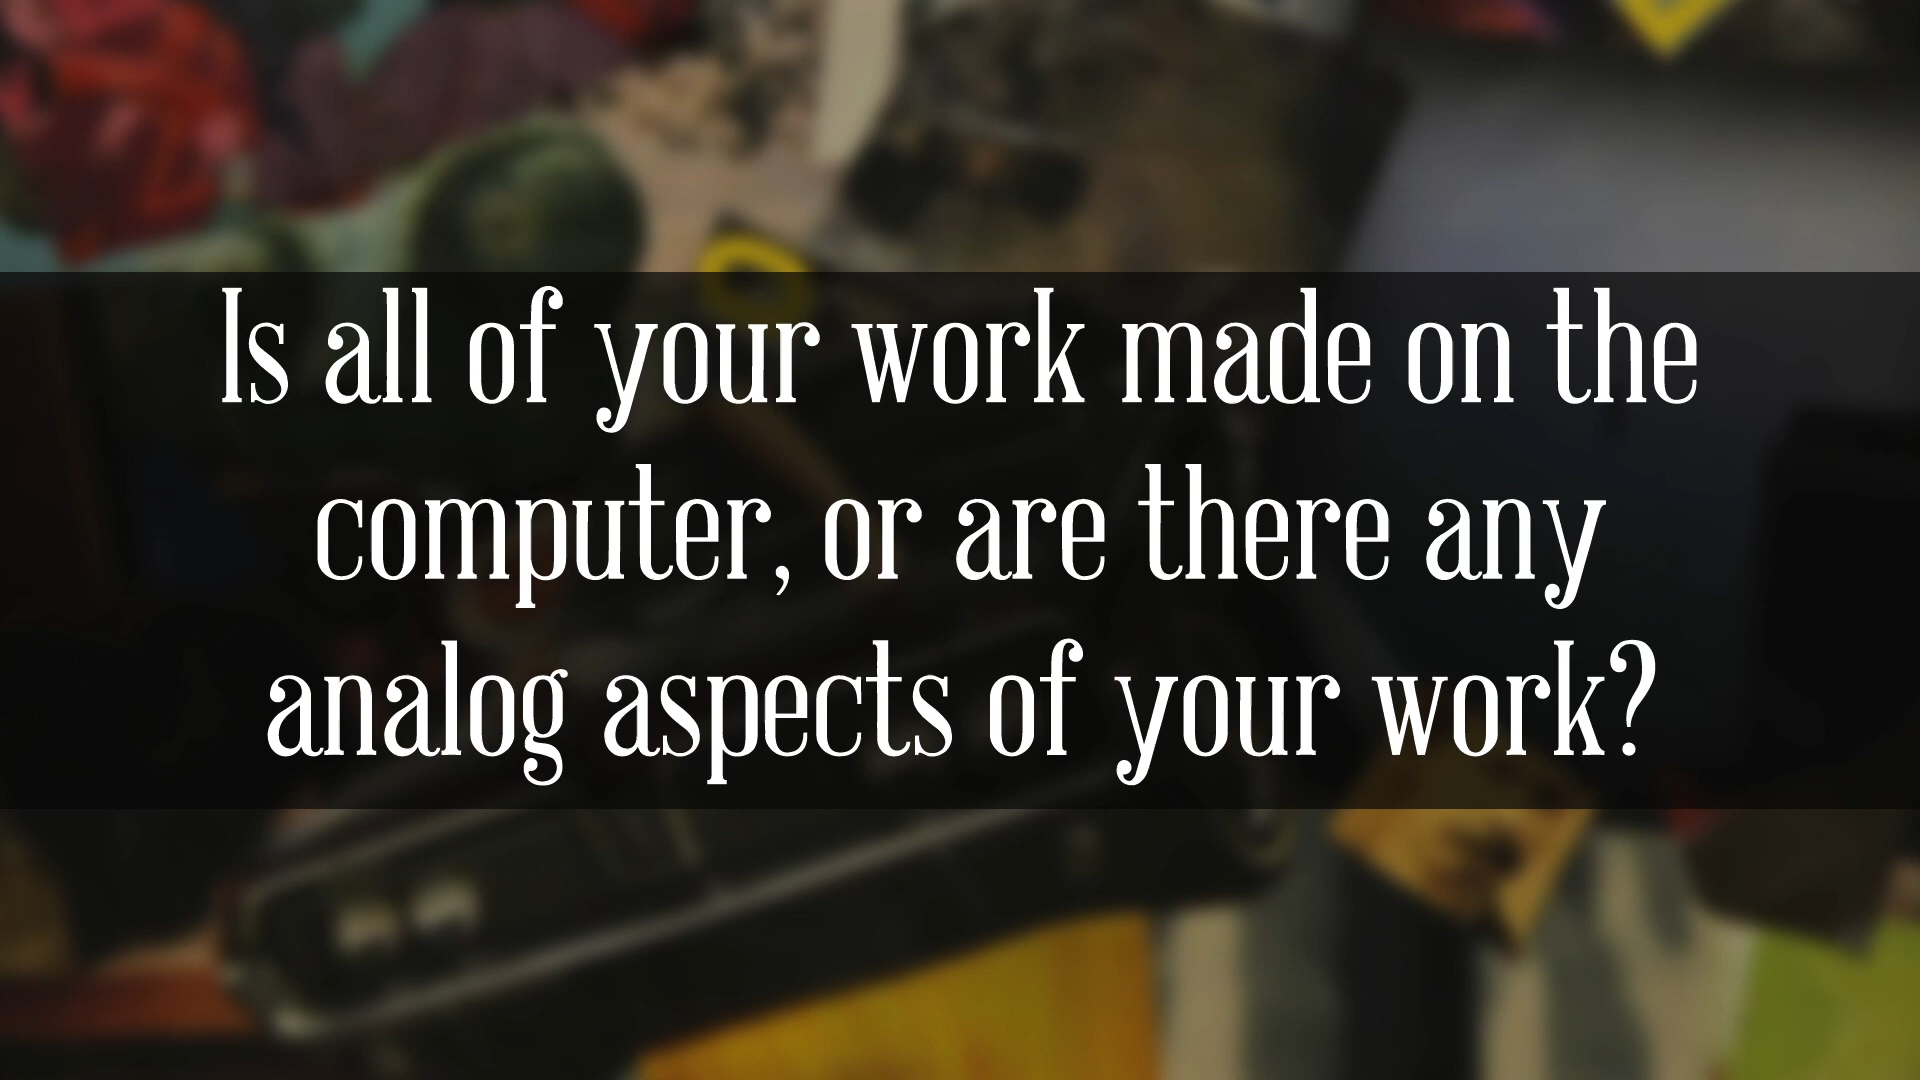 Is all of your work made on the
computer, or are there any
analog aspects of your work?